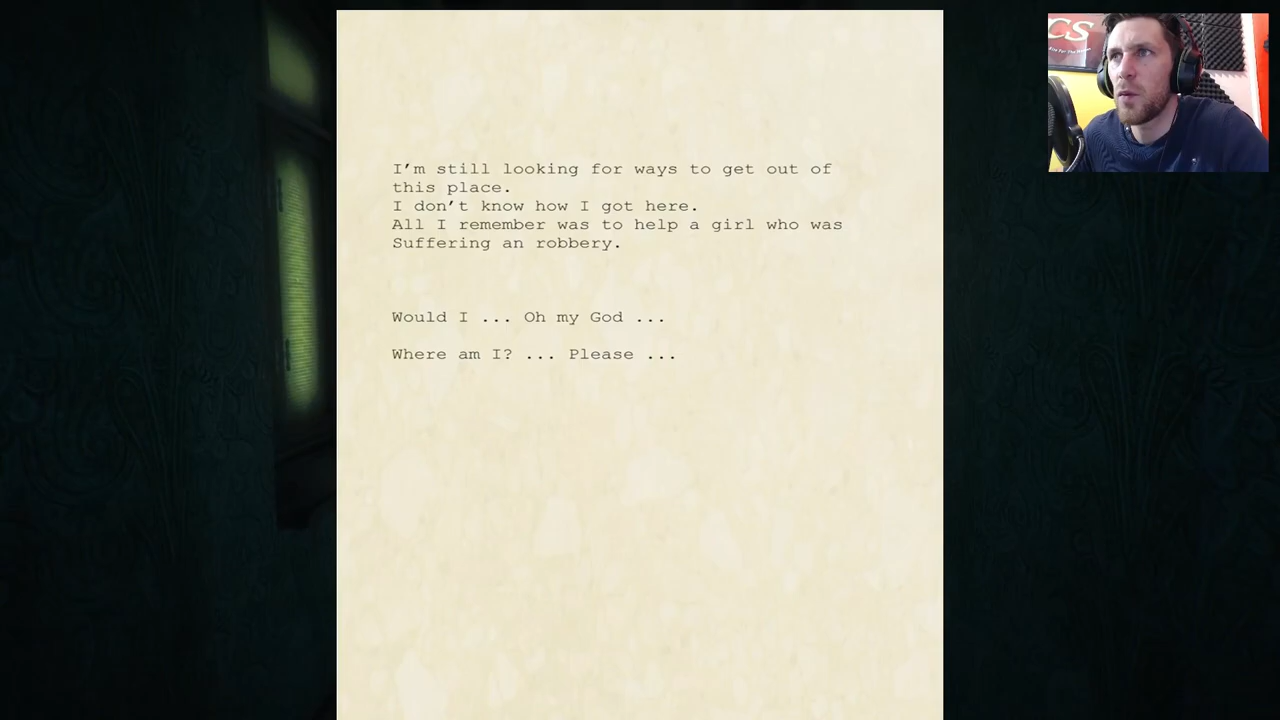 CS
I'm still looking for ways to get out of
this place.
I don't know how I got here.
All I remember was to help a girl who was
Suffering an robbery.
Would I ... Oh my God ...
Where am I? ... Please ...